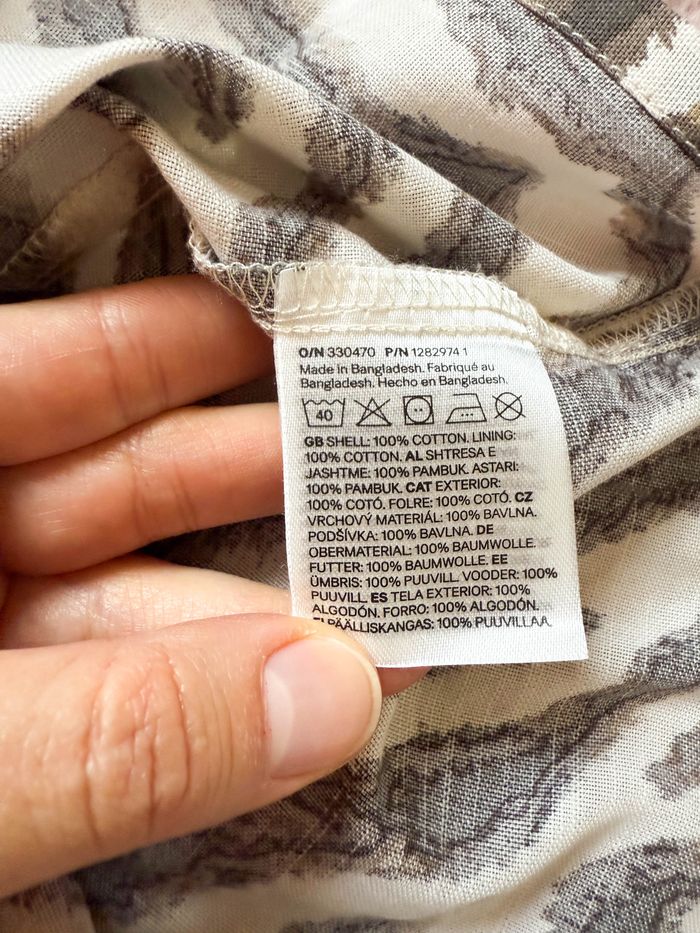 O/N 330470 P/N 1282974 1
Made in Bangladesh. Fabriqué au
Bangladesh. Hecho en Bangladesh.
40
GB SHELL: 100% COTTON. LINING:
100% COTTON. AL SHTRESA E
JASHTME: 100% PAMBUK. ASTARI:
100% PAMBUK. CAT EXTERIOR:
100% COTÓ. FOLRE: 100% COTÓ. CZ
VRCHOVÝ MATERIÁL: 100% BAVLNA.
PODŠÍVKA: 100% BAVLNA. DE
OBERMATERIAL: 100% BAUMWOLLE.
FUTTER: 100% BAUMWOLLE. EE
ÜMBRIS: 100% PUUVILL. VOODER: 100%
PUUVILL. ES TELA EXTERIOR: 100%
ALGODÓN. FORRO: 100% ALGODÓN.
FI PÄÄLLISKANGAS: 100% PUUVILLAA.